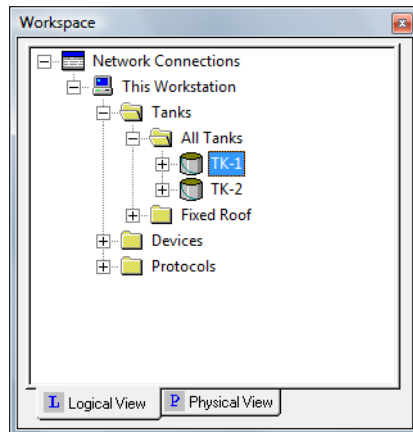 Workspace
Network Connections
This Workstation
Tanks
All Tanks
TK-1
TK-2
Fixed Roof
Devices
Protocols
L Logical View P Physical View